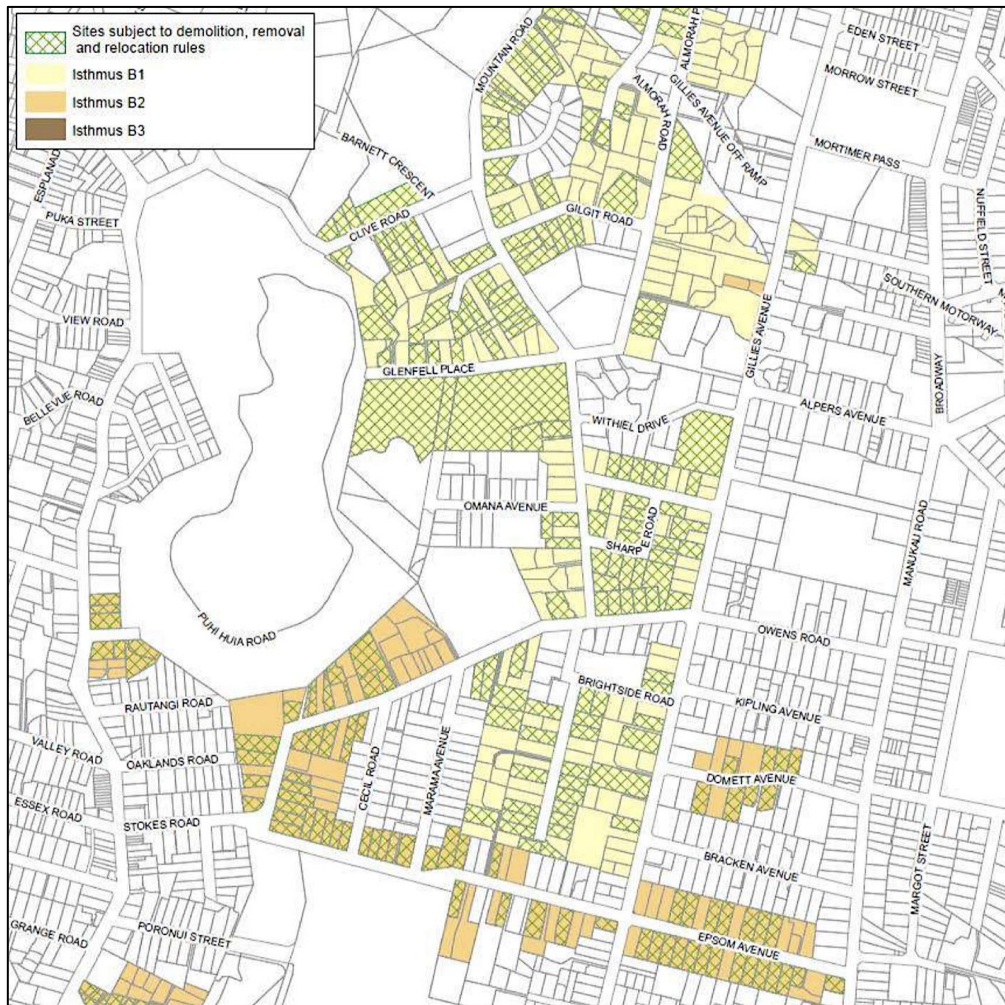 Sites subject to demolition, removal
and relocation rules
Isthmus B1
Isthmus B2
Isthmus B3
EDEN STREET
MORROW STREET
MORTIMER PASS
NUFFIELD STREET
SOUTHERN MOTORWAY
MOUNTAIN ROAD
ALMORAH
ALMORAH ROAD
GILLIES AVENUE OFF RAMP
BARNETT CRESCENT
CLIVE ROAD
GILGIT ROAD
PUKA STREET
VIEW ROAD
BELLEVUE ROAD
GILLIES AVENUE
BROADWAY
GLENFELL PLACE
WITHIEL DRIVE
ALPERS AVENUE
OMANA AVENUE
SHARP
E ROAD
MANUKAU ROAD
PUHI HUIA ROAD
OWENS ROAD
RAUTANGI ROAD
BRIGHTSIDE ROAD
KIPLING AVENUE
VALLEY ROAD
OAKLANDS ROAD
DOMETT AVENUE
ESSEX ROAD
STOKES ROAD
CECIL ROAD
MARAMA AVENUE
BRACKEN AVENUE
MARGOT STREET
GRANGE ROAD
PORONUI STREET
EPSOM AVENUE